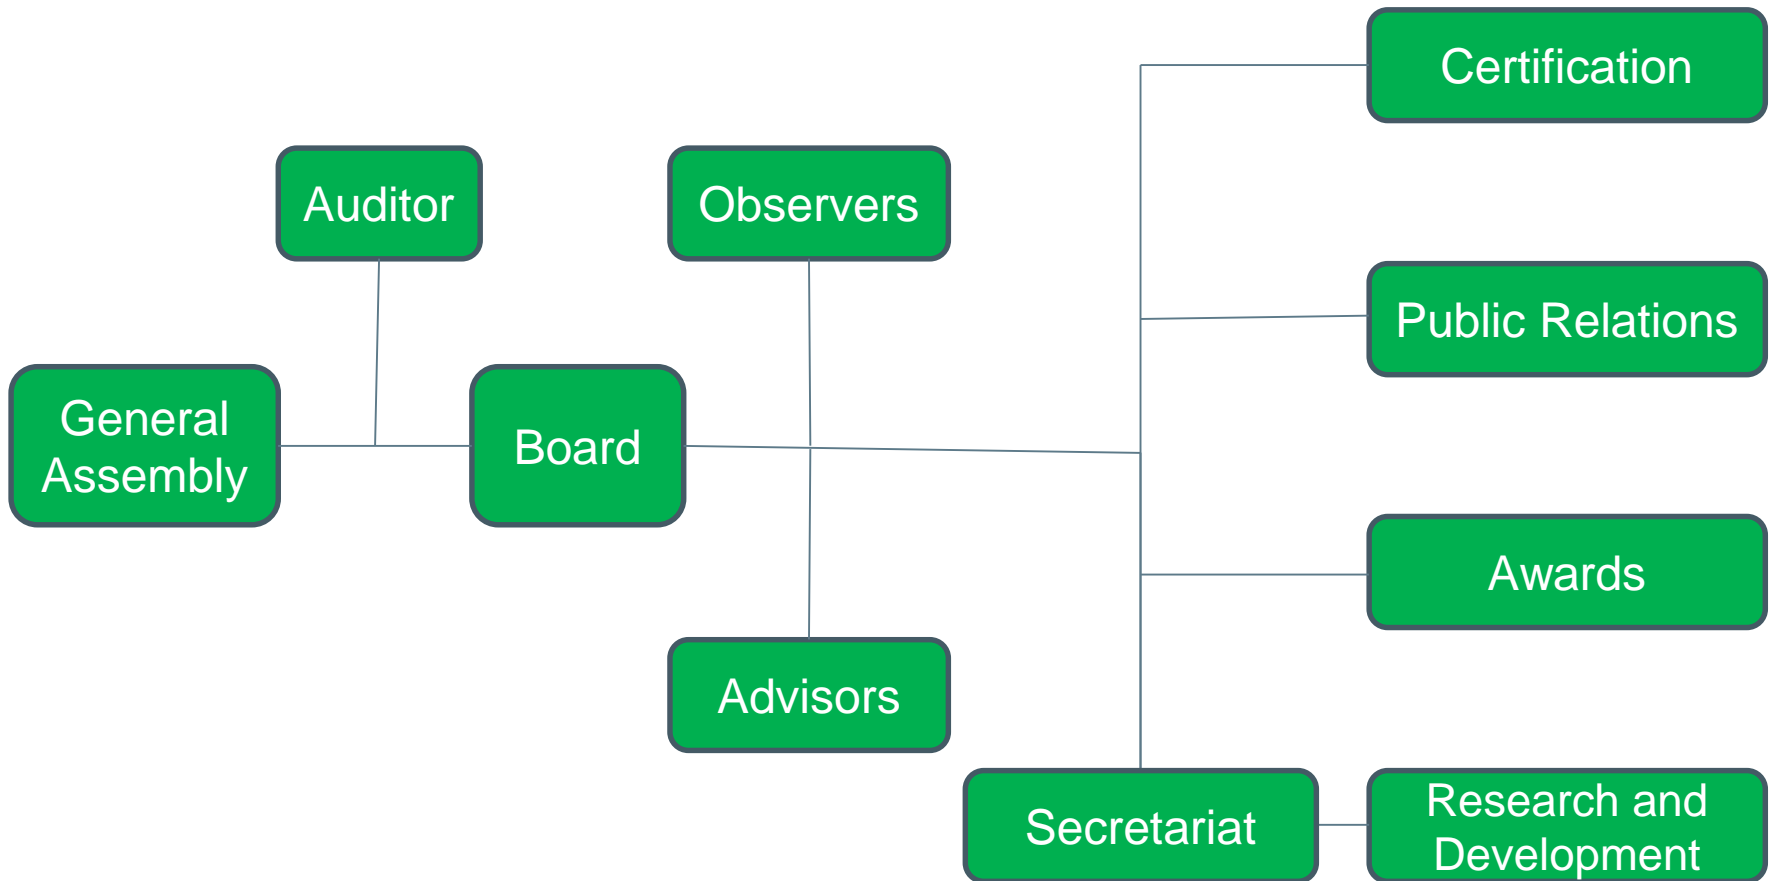 Certification
Auditor
Observers
Public Relations
General
Assembly
Board
Awards
Advisors
Secretariat
Research and
Development